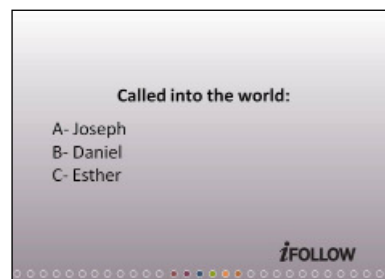 Called into the world:
A- Joseph
B- Daniel
C- Esther
iFOLLOW